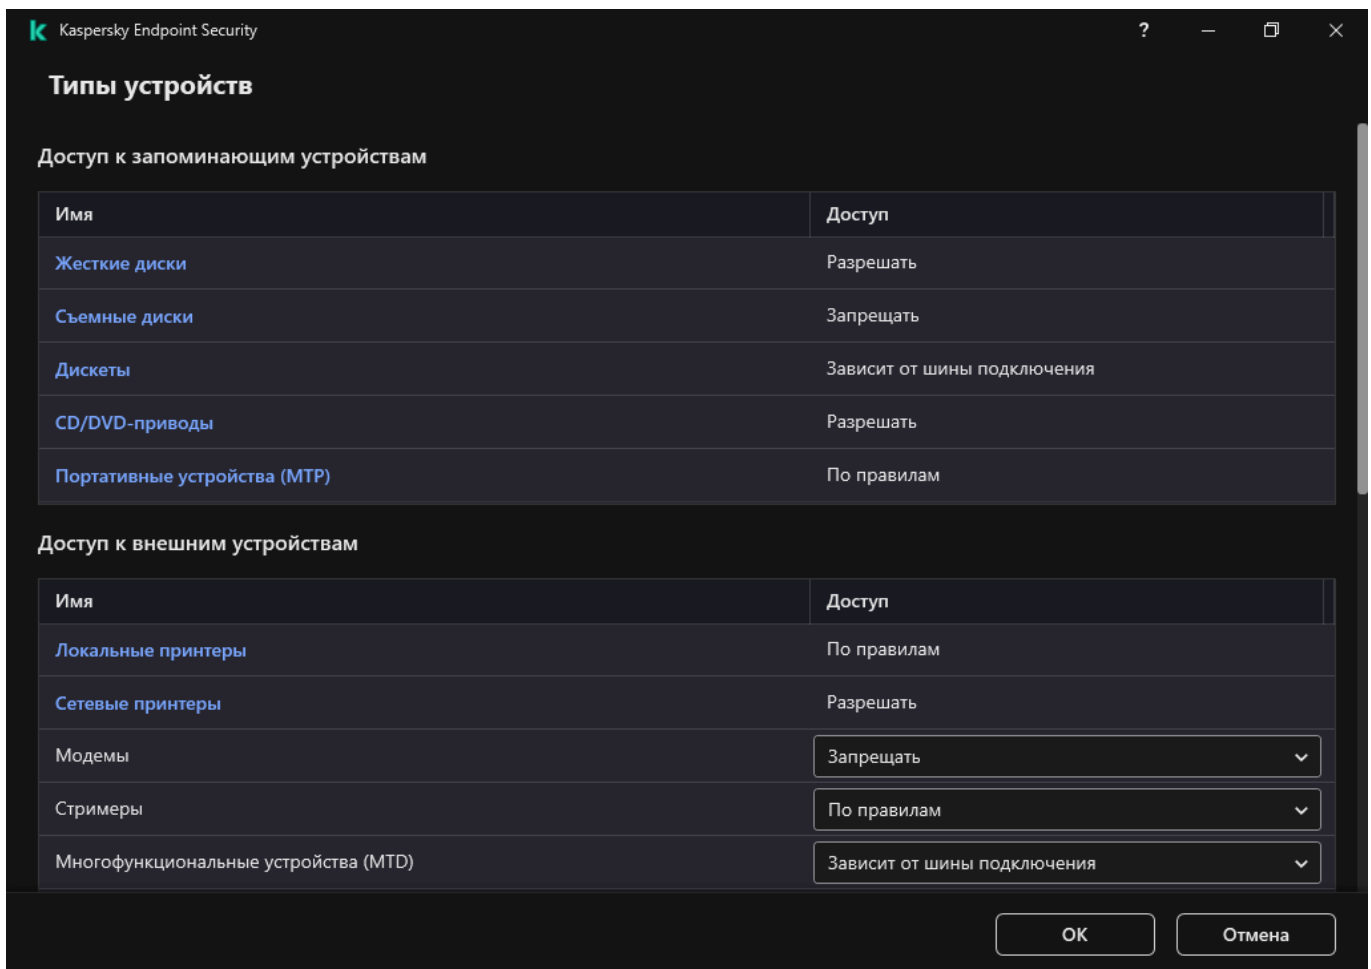 Kaspersky Endpoint Security
?
Типы устройств
Доступ к запоминающим устройствам
Имя Доступ
Жесткие диски Разрешать
Съемные диски Запрещать
Дискеты Зависит от шины подключения
CD/DVD-приводы Разрешать
Портативные устройства (MTP) По правилам
Доступ к внешним устройствам
Имя Доступ
Локальные принтеры По правилам
Сетевые принтеры Разрешать
Модемы Запрещать
Стримеры По правилам
Многофункциональные устройства (MTD) Зависит от шины подключения
ОК Отмена